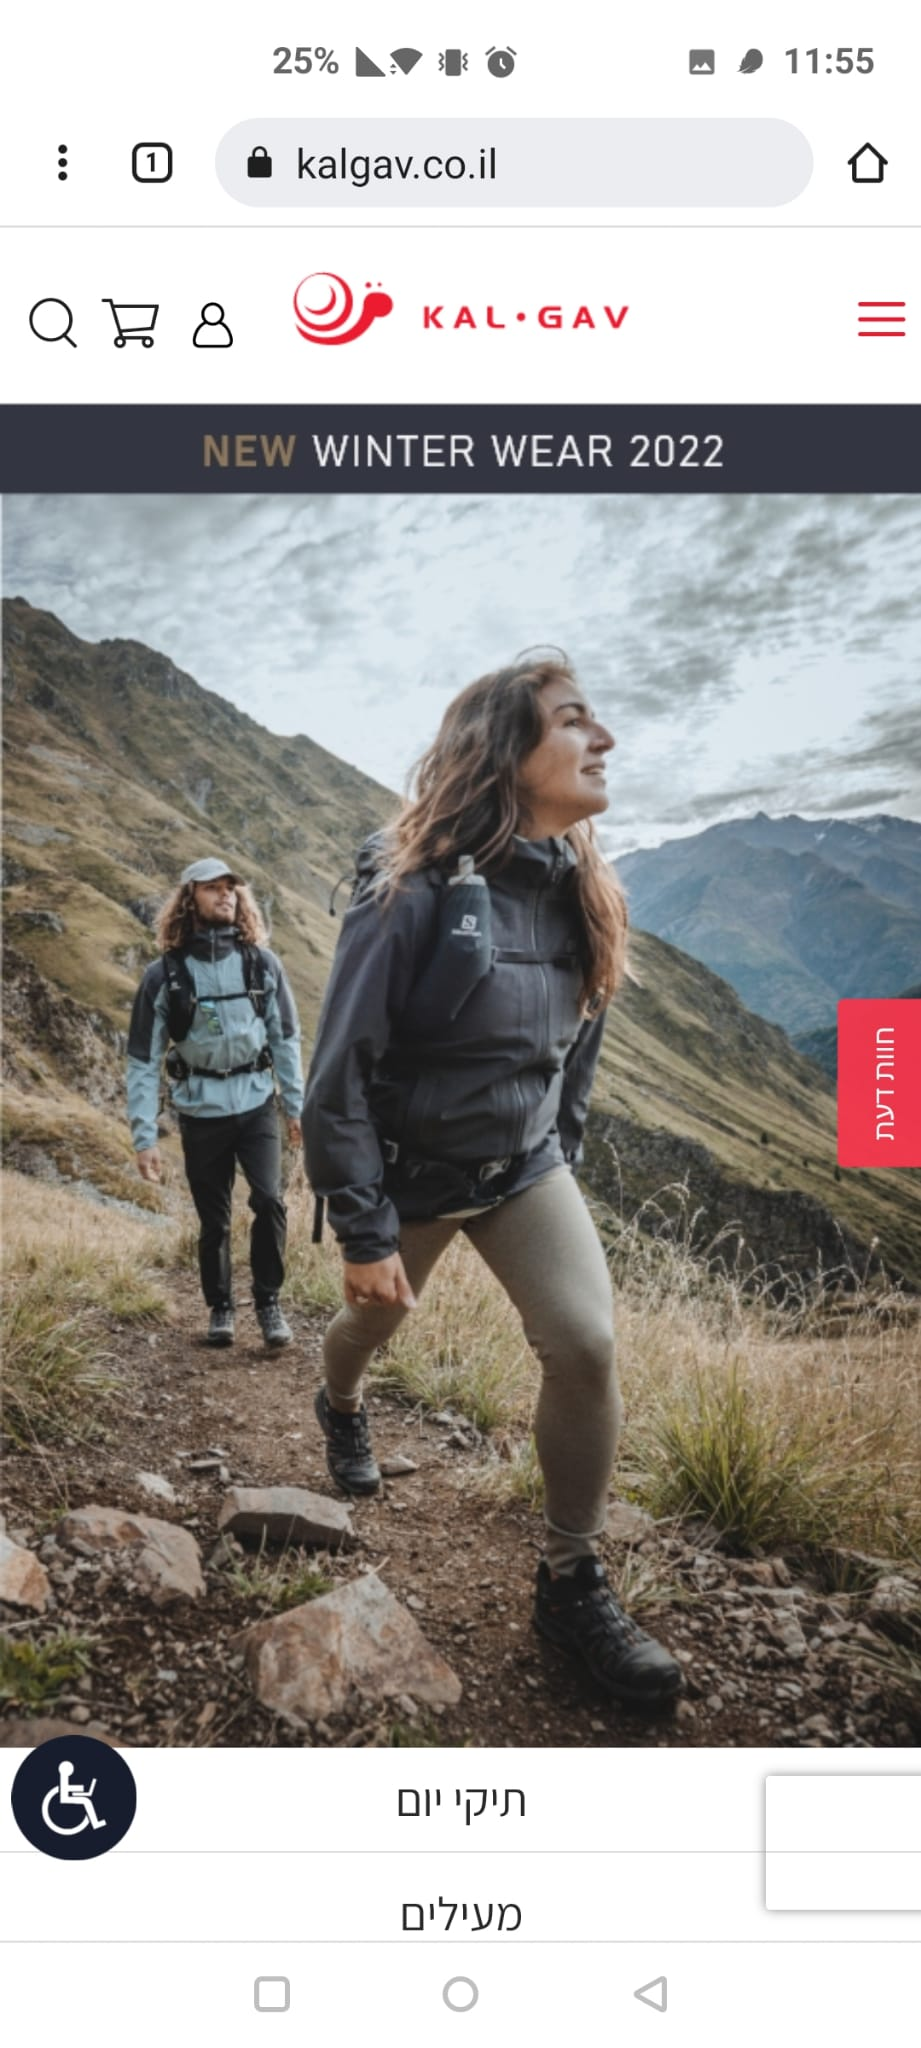 25% 11:55
1 kalgav.co.il
KAL•GAV
NEW WINTER WEAR 2022
חוות דעת
תיקי יום
מעילים